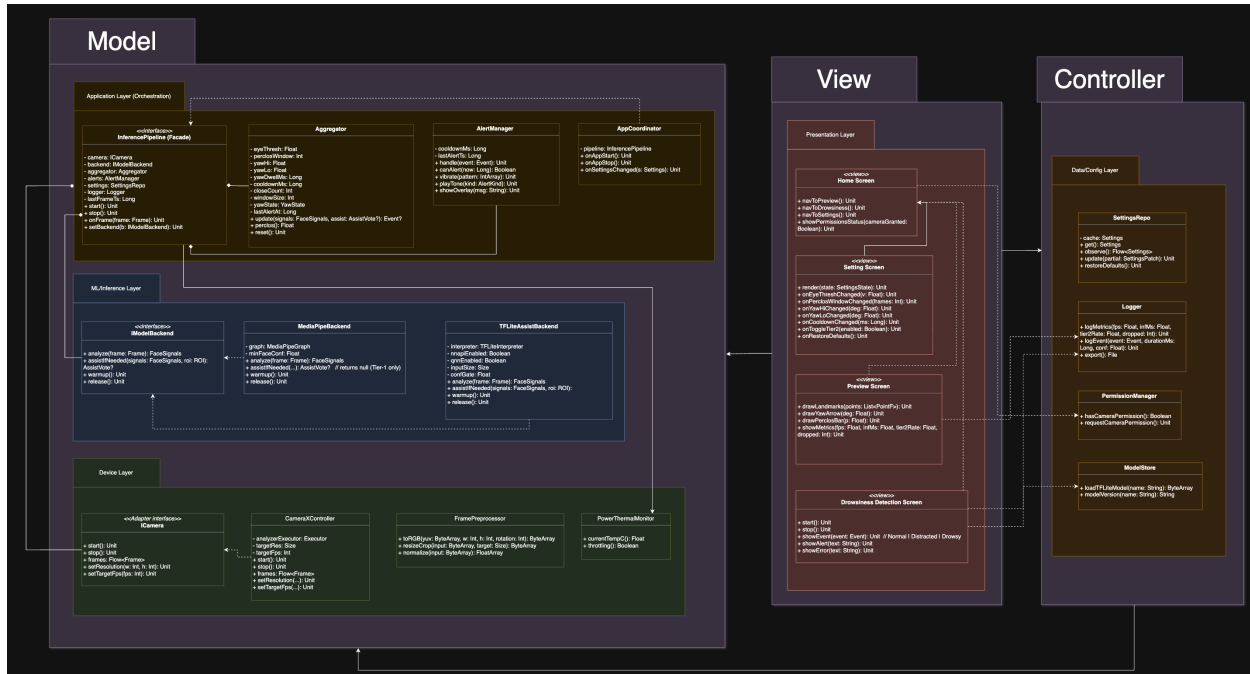 Model
Application Layer (Orchestration)
<<interface>>
InferencePipeline (Facade)
- camera: ICamera
- backend: IModelBackend
- aggregator: Aggregator
- alerts: AlertManager
- settings: SettingsRepo
- logger: Logger
- lastFrameTs: Long
+ start(): Unit
+ stop(): Unit
+ onFrame(frame: Frame): Unit
+ setBackend(b: IModelBackend): Unit
Aggregator
- eyeThresh: Float
- perclosWindow: Int
- yawHi: Float
- yawLo: Float
- yawDwellMs: Long
- cooldownMs: Long
- closeCount: Int
- windowSize: Int
- yawState: YawState
- lastAlertAt: Long
+ update(signals: FaceSignals, assist: AssistVote?): Event?
+ perclos(): Float
+ reset(): Unit
AlertManager
- cooldownMs: Long
- lastAlertTs: Long
+ handle(event: Event): Unit
+ canAlert(now: Long): Boolean
+ vibrate(pattern: IntArray): Unit
+ playTone(kind: AlertKind): Unit
+ showOverlay(msg: String): Unit
AppCoordinator
- pipeline: InferencePipeline
+ onAppStart(): Unit
+ onAppStop(): Unit
+ onSettingsChanged(s: Settings): Unit
ML/Inference Layer
<<interface>>
IModelBackend
+ analyze(frame: Frame): FaceSignals
+ assistIfNeeded(signals: FaceSignals, roi: ROI):
AssistVote?
+ warmup(): Unit
+ release(): Unit
MediaPipeBackend
- graph: MediaPipeGraph
- minFaceConf: Float
+ analyze(frame: Frame): FaceSignals
+ assistIfNeeded(...): AssistVote? // returns null (Tier-1 only)
+ warmup(): Unit
+ release(): Unit
TFLiteAssistBackend
- interpreter: TFLiteInterpreter
- nnapiEnabled: Boolean
- qnnEnabled: Boolean
- inputSize: Size
- confGate: Float
+ analyze(frame: Frame): FaceSignals
+ assistIfNeeded(signals: FaceSignals, roi: ROI):
+ warmup(): Unit
+ release(): Unit
Device Layer
<<Adapter Interface>>
ICamera
+ start(): Unit
+ stop(): Unit
+ frames: Flow<Frame>
+ setResolution(w: Int, h: Int): Unit
+ setTargetFps(fps: Int): Unit
CameraXController
- analyzerExecutor: Executor
- targetRes: Size
- targetFps: Int
+ start(): Unit
+ stop(): Unit
+ frames: Flow<Frame>
+ setResolution(...): Unit
+ setTargetFps(...): Unit
FramePreprocessor
+ toRGB(yuv: ByteArray, w: Int, h: Int, rotation: Int): ByteArray
+ resizeCrop(input: ByteArray, target: Size): ByteArray
+ normalize(input: ByteArray): FloatArray
PowerThermalMonitor
+ currentTempC(): Float
+ throttling(): Boolean
View
Presentation Layer
<<view>>
Home Screen
+ navToPreview(): Unit
+ navToDrowsiness(): Unit
+ navToSettings(): Unit
+ showPermissionsStatus(cameraGranted:
Boolean): Unit
<<view>>
Setting Screen
+ render(state: SettingsState): Unit
+ onEyeThreshChanged(v: Float): Unit
+ onPerclosWindowChanged(frames: Int): Unit
+ onYawHiChanged(deg: Float): Unit
+ onYawLoChanged(deg: Float): Unit
+ onCooldownChanged(ms: Long): Unit
+ onToggleTier2(enabled: Boolean): Unit
+ onRestoreDefaults(): Unit
<<view>>
Preview Screen
+ drawLandmarks(points: List<PointF>): Unit
+ drawYawArrow(deg: Float): Unit
+ drawPerclosBar(p: Float): Unit
+ showMetrics(fps: Float, infMs: Float, tier2Rate: Float,
dropped: Int): Unit
<<view>>
Drowsiness Detection Screen
+ start(): Unit
+ stop(): Unit
+ showEvent(event: Event): Unit // Normal | Distracted | Drowsy
+ showAlert(text: String): Unit
+ showError(text: String): Unit
Controller
Data/Config Layer
SettingsRepo
- cache: Settings
+ get(): Settings
+ observe(): Flow<Settings>
+ update(partial: SettingsPatch): Unit
+ restoreDefaults(): Unit
Logger
+ logMetrics(fps: Float, infMs: Float,
tier2Rate: Float, dropped: Int): Unit
+ logEvent(event: Event, durationMs:
Long, conf: Float): Unit
+ export(): File
PermissionManager
+ hasCameraPermission(): Boolean
+ requestCameraPermission(): Unit
ModelStore
+ loadTFLiteModel(name: String): ByteArray
+ modelVersion(name: String): String